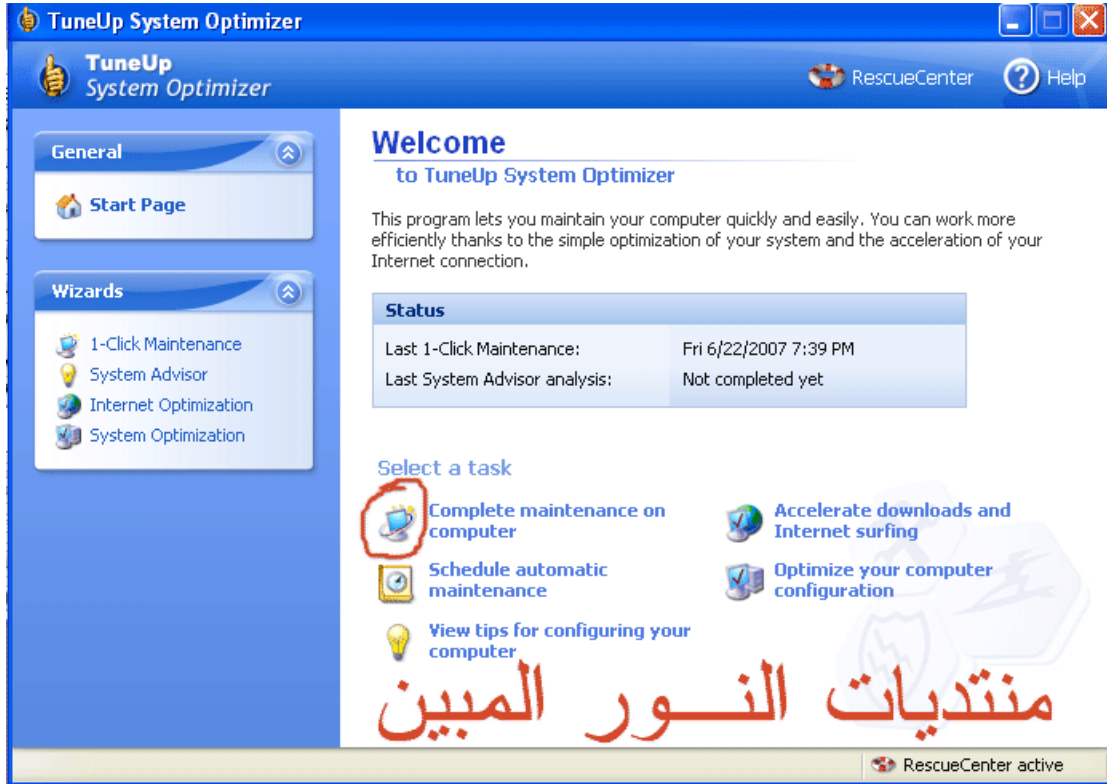 TuneUp System Optimizer
TuneUp
System Optimizer
RescueCenter
Help
General
Start Page
Wizards
1-Click Maintenance
System Advisor
Internet Optimization
System Optimization
Welcome
to TuneUp System Optimizer
This program lets you maintain your computer quickly and easily. You can work more
efficiently thanks to the simple optimization of your system and the acceleration of your
Internet connection.
Status
Last 1-Click Maintenance: Fri 6/22/2007 7:39 PM
Last System Advisor analysis: Not completed yet
Select a task
Complete maintenance on
computer
Accelerate downloads and
Internet surfing
Schedule automatic
maintenance
Optimize your computer
configuration
View tips for configuring your
computer
منتديات النـــور المبين
RescueCenter active